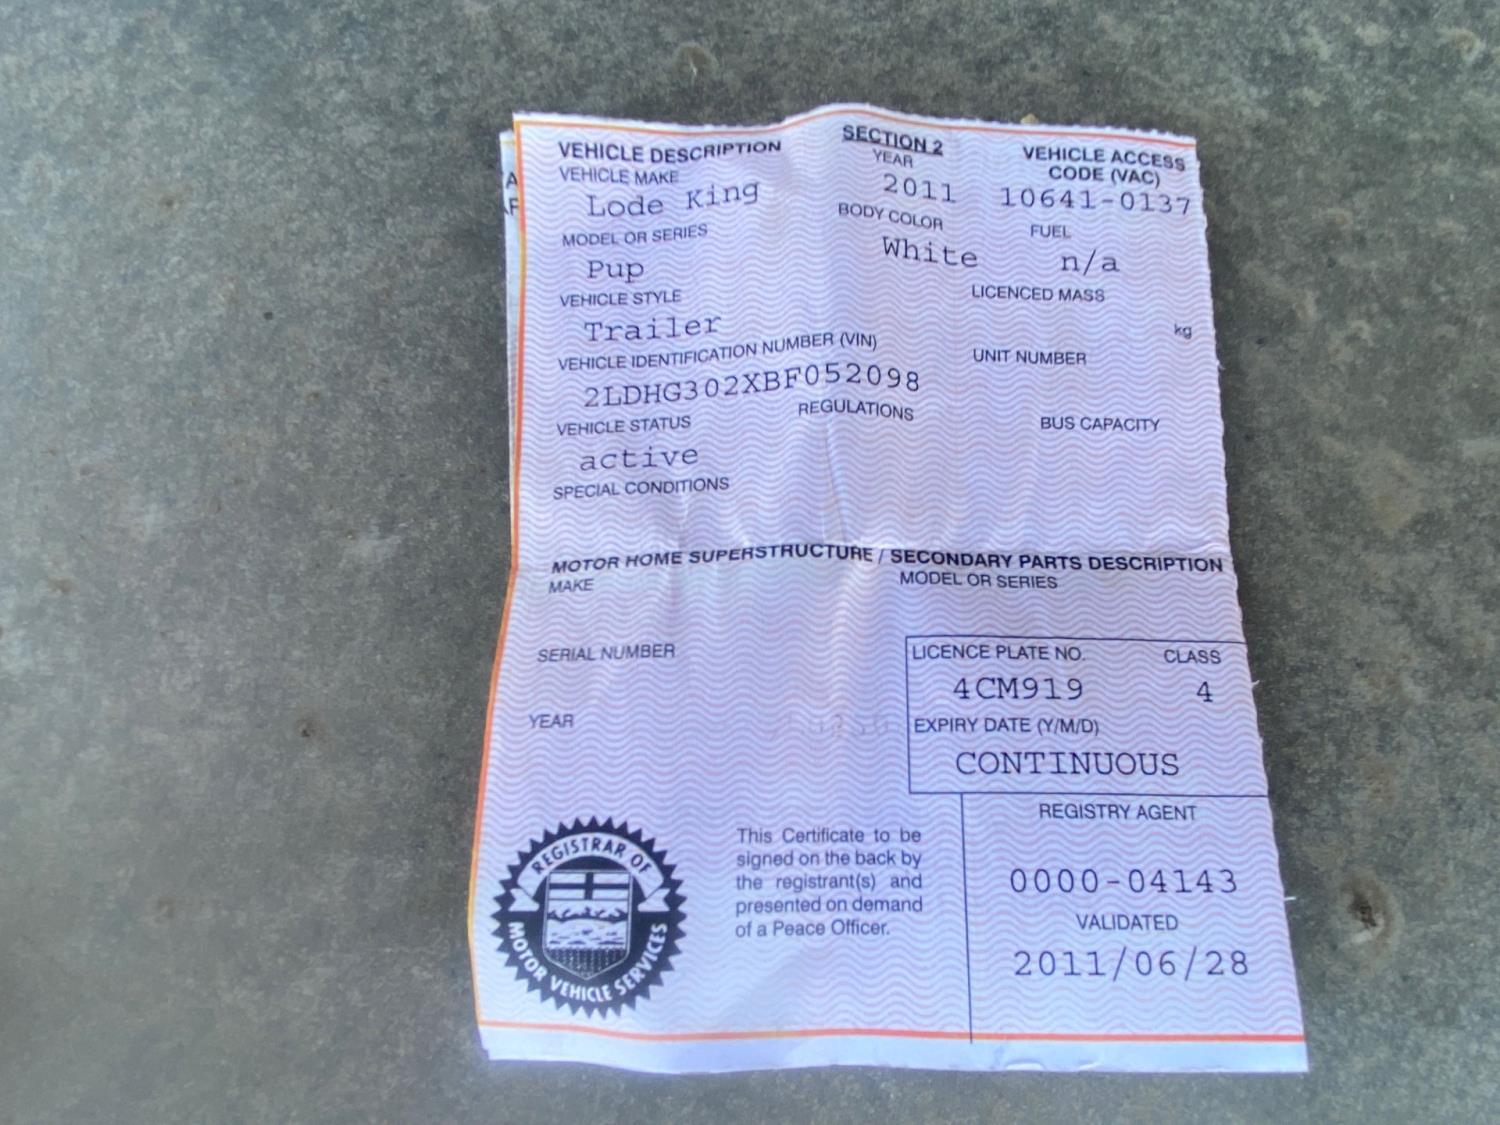 VEHICLE DESCRIPTION SECTION 2 VEHICLE ACCESS CODE (VAC)
VEHICLE MAKE YEAR
Lode King 2011 10641-0137
MODEL OR SERIES BODY COLOR FUEL
Pup White n/a
VEHICLE STYLE LICENCED MASS
Trailer kg
VEHICLE IDENTIFICATION NUMBER (VIN) UNIT NUMBER
2LDHG302XBF052098
VEHICLE STATUS REGULATIONS BUS CAPACITY
active
SPECIAL CONDITIONS
MOTOR HOME SUPERSTRUCTURE / SECONDARY PARTS DESCRIPTION
MAKE MODEL OR SERIES
SERIAL NUMBER LICENCE PLATE NO. CLASS
4CM919 4
YEAR EXPIRY DATE (Y/M/D)
CONTINUOUS
REGISTRAR OF
MOTOR VEHICLE SERVICES
This Certificate to be
signed on the back by
the registrant(s) and
presented on demand
of a Peace Officer.
REGISTRY AGENT
0000-04143
VALIDATED
2011/06/28